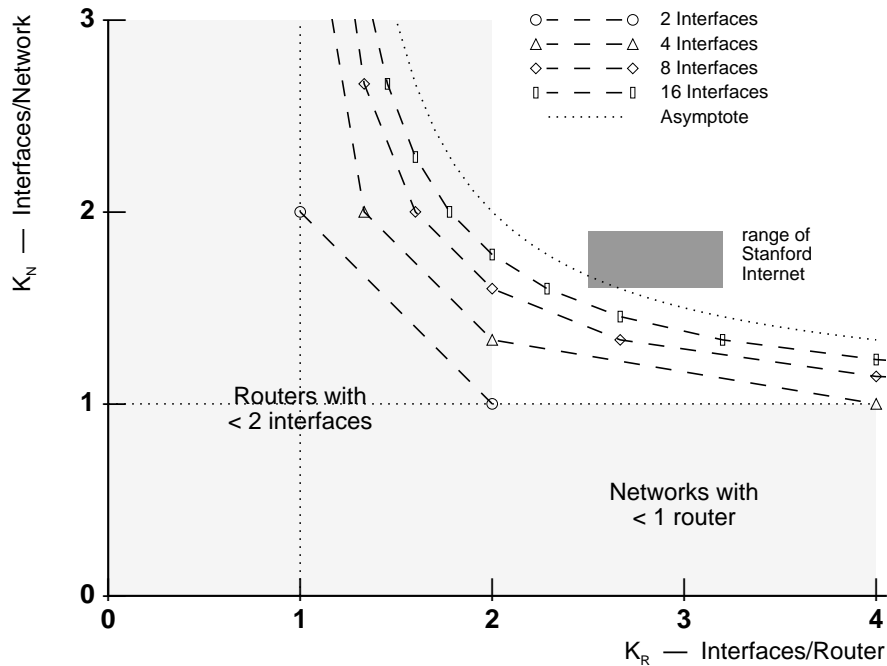 3
2 Interfaces
4 Interfaces
8 Interfaces
16 Interfaces
Asymptote
K_N — Interfaces/Network
2
range of
Stanford
Internet
Routers with
< 2 interfaces
1
Networks with
< 1 router
0
0 1 2 3 4
K_R — Interfaces/Router